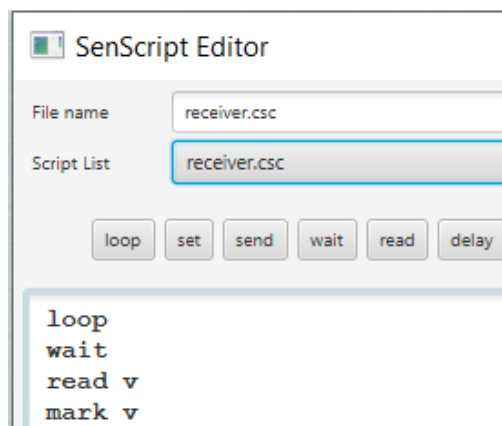 SenScript Editor
File name receiver.csc
Script List receiver.csc
loop set send wait read delay
loop
wait
read v
mark v